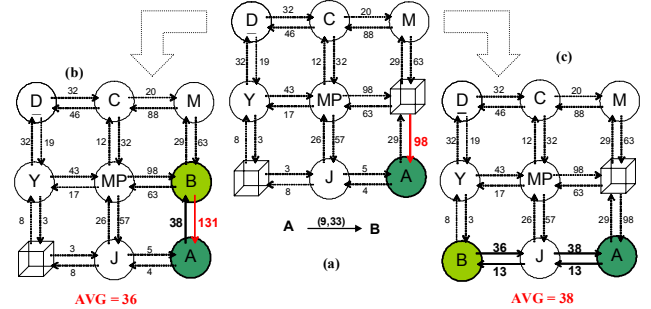 32 20
D C M
46 88
32 19 12 32 29 63
43 98
Y MP
17 63
8 3 26 57 29 98
3 5
J A
8 4
A (9,33) B
(a)
(b)
32 20
D C M
46 88
32 19 12 32 29 63
43 98
Y MP B
17 63
8 3 26 57 38 131
3 5
J A
8 4
AVG = 36
(c)
32 20
D C M
46 88
32 19 12 32 29 63
43 98
Y MP
17 63
8 3 26 57 29 98
36 38
B J A
13 13
AVG = 38